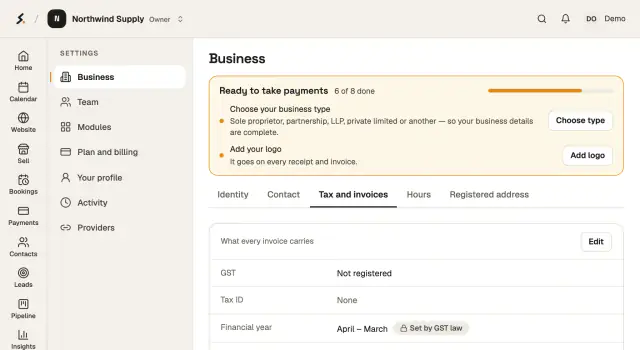 / N Northwind Supply Owner
DO Demo
Home
Calendar
Website
Sell
Bookings
Payments
Contacts
Leads
Pipeline
Insights
SETTINGS
Business
Team
Modules
Plan and billing
Your profile
Activity
Providers
Business
Ready to take payments 6 of 8 done
Choose your business type
Sole proprietor, partnership, LLP, private limited or another — so your business details
are complete.
Choose type
Add your logo
It goes on every receipt and invoice.
Add logo
Identity Contact Tax and invoices Hours Registered address
What every invoice carries Edit
GST Not registered
Tax ID None
Financial year April – March Set by GST law